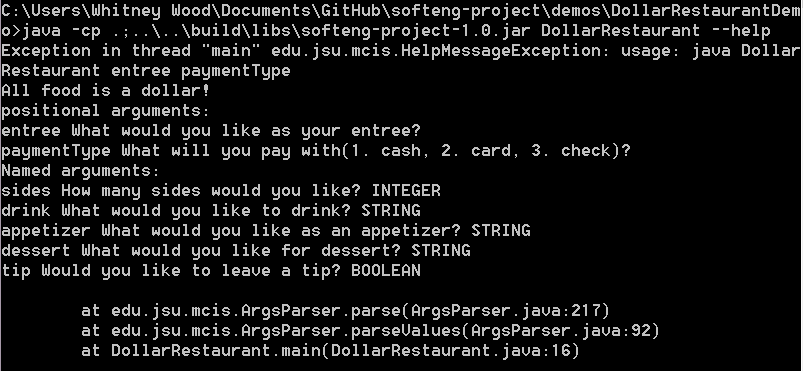 C:\Users\Whitney Wood\Documents\GitHub\softeng-project\demos\DollarRestaurantDem
o>java -cp .;..\..\build\libs\softeng-project-1.0.jar DollarRestaurant --help
Exception in thread "main" edu.jsu.mcis.HelpMessageException: usage: java Dollar
Restaurant entree paymentType
All food is a dollar!
positional arguments:
entree What would you like as your entree?
paymentType What will you pay with(1. cash, 2. card, 3. check)?
Named arguments:
sides How many sides would you like? INTEGER
drink What would you like to drink? STRING
appetizer What would you like as an appetizer? STRING
dessert What would you like for dessert? STRING
tip Would you like to leave a tip? BOOLEAN
at edu.jsu.mcis.ArgsParser.parse(ArgsParser.java:217)
at edu.jsu.mcis.ArgsParser.parseValues(ArgsParser.java:92)
at DollarRestaurant.main(DollarRestaurant.java:16)